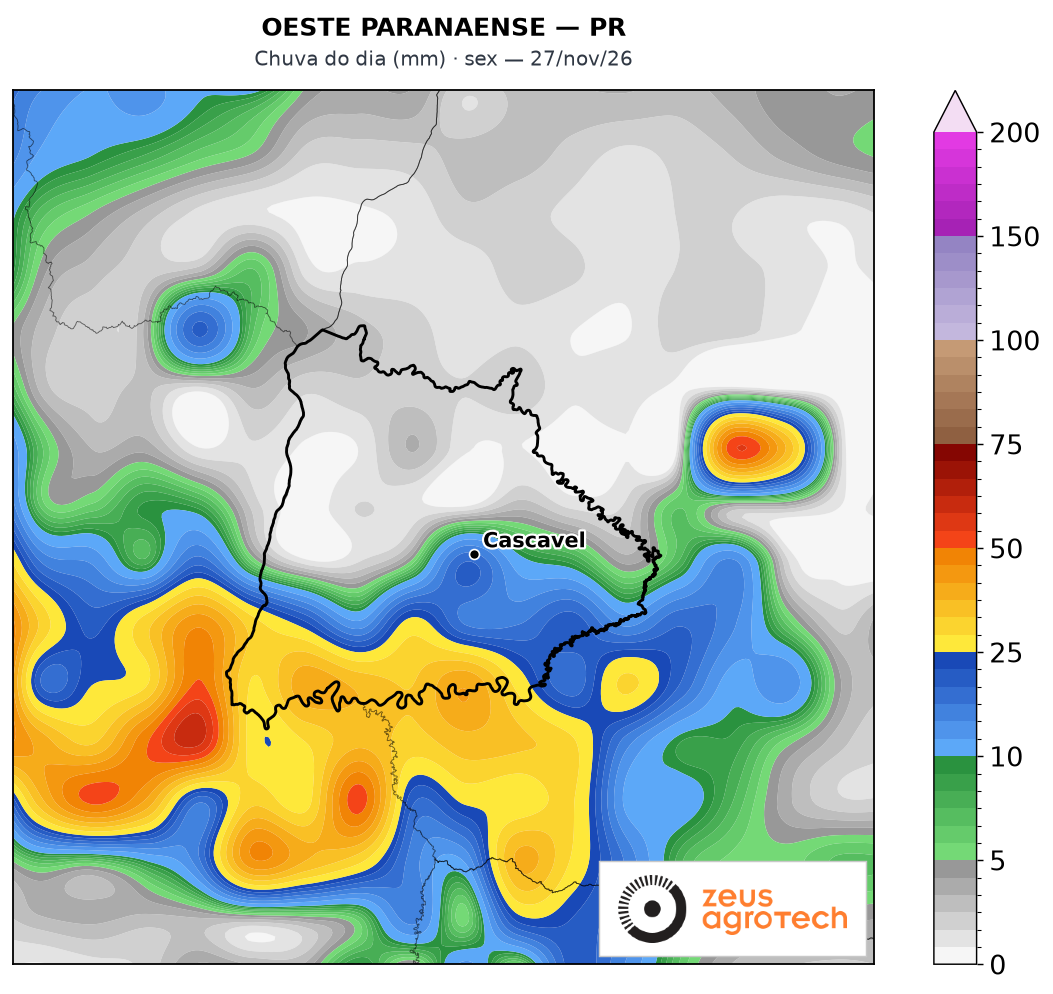 OESTE PARANAENSE — PR
Chuva do dia (mm) · sex — 27/nov/26
200
150
100
75
50
25
10
5
0
Cascavel
zeus
agrotech